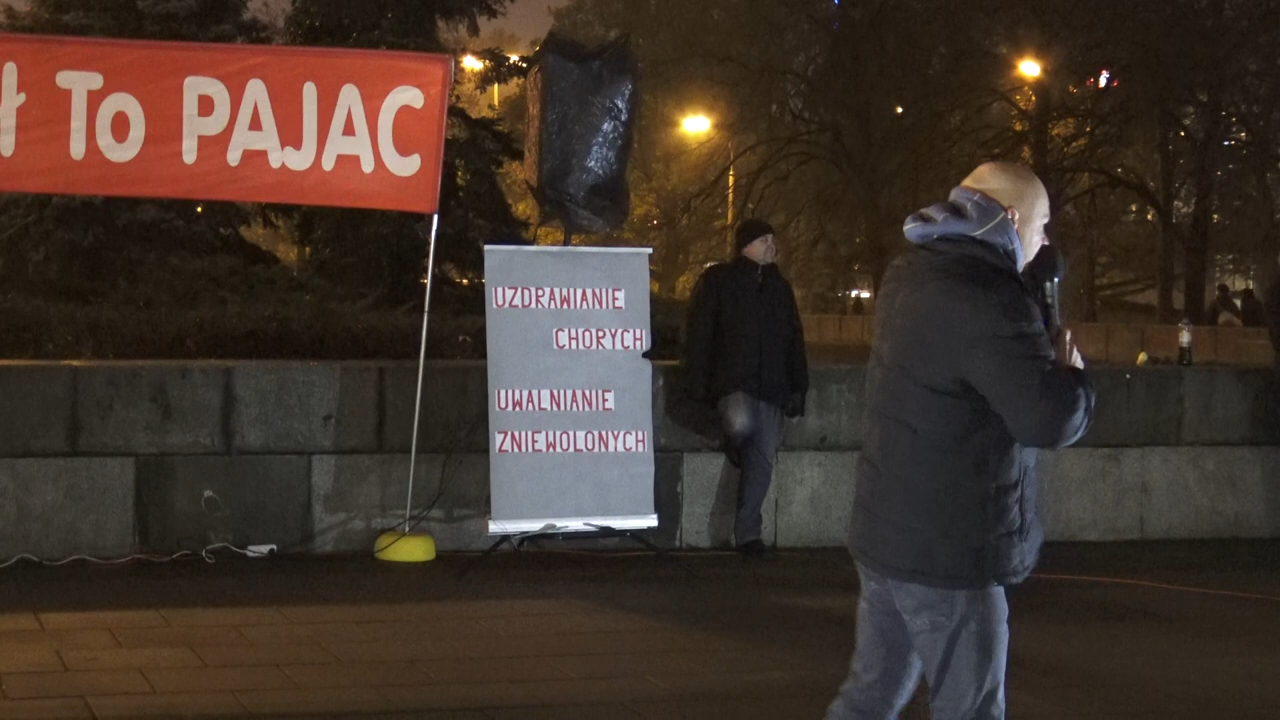 ł To PAJAC
UZDRAWIANIE
CHORYCH
UWALNIANIE
ZNIEWOLONYCH